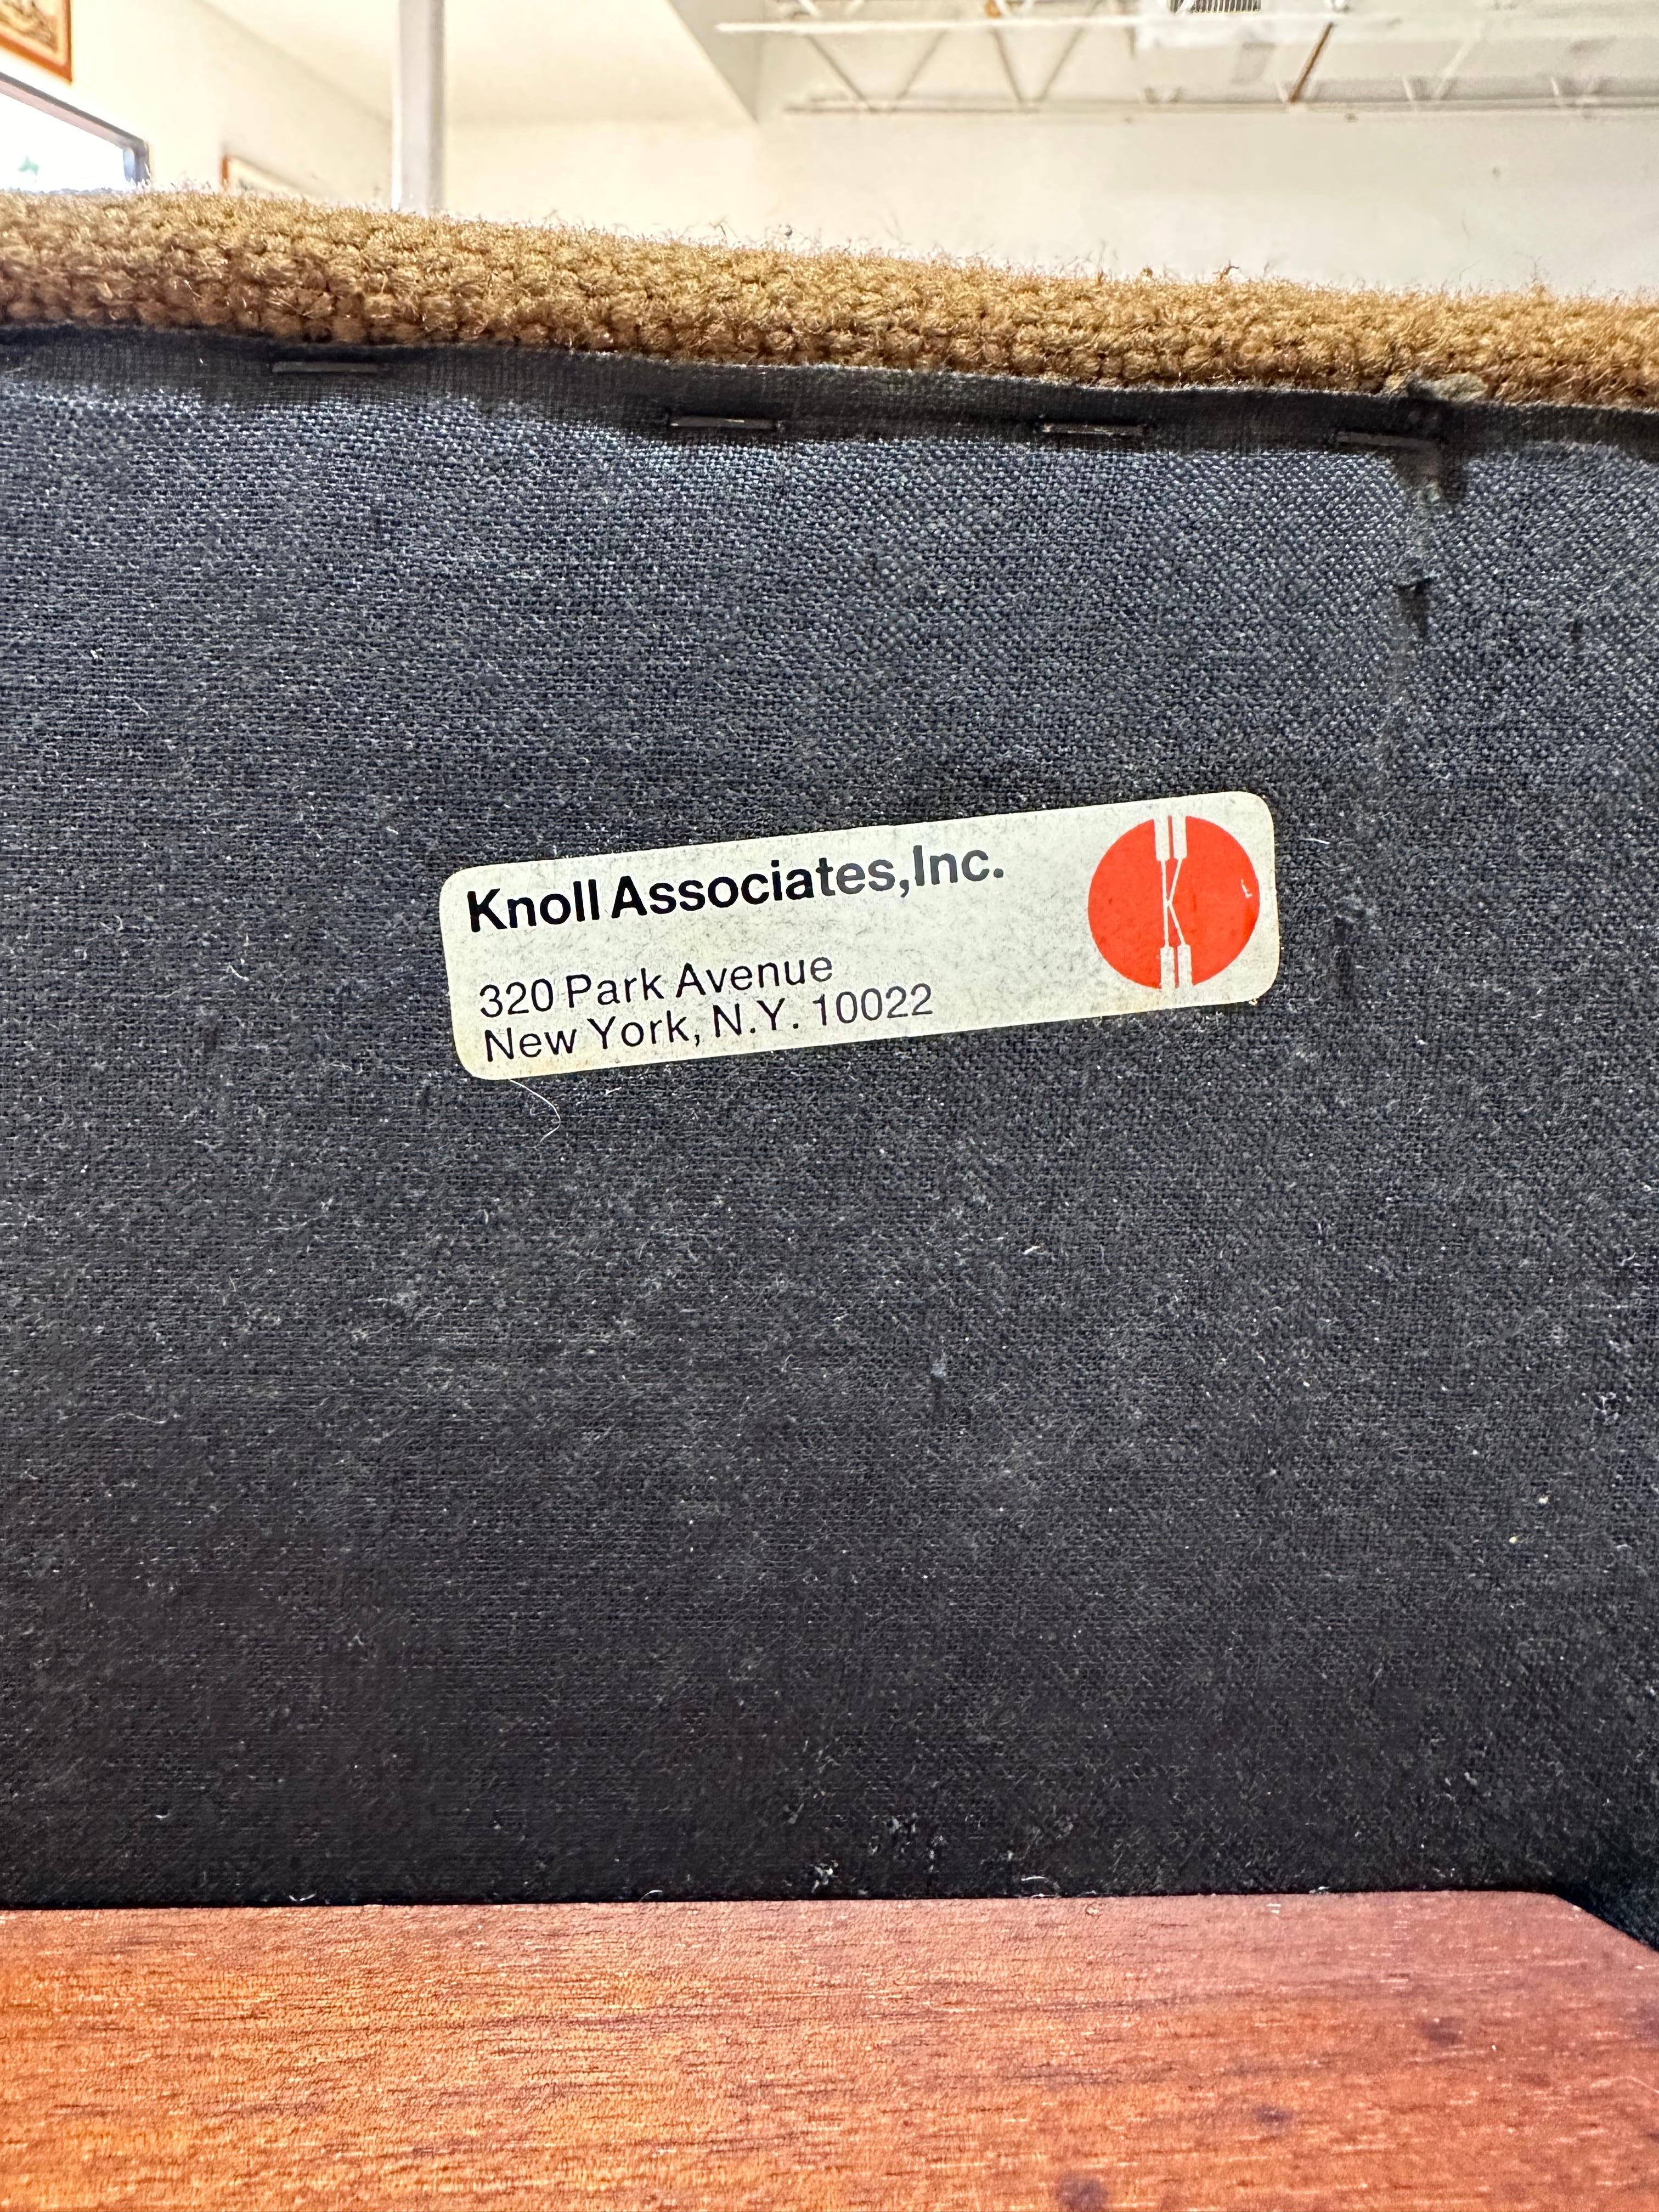 Knoll Associates, Inc.
320 Park Avenue
New York, N.Y. 10022
K